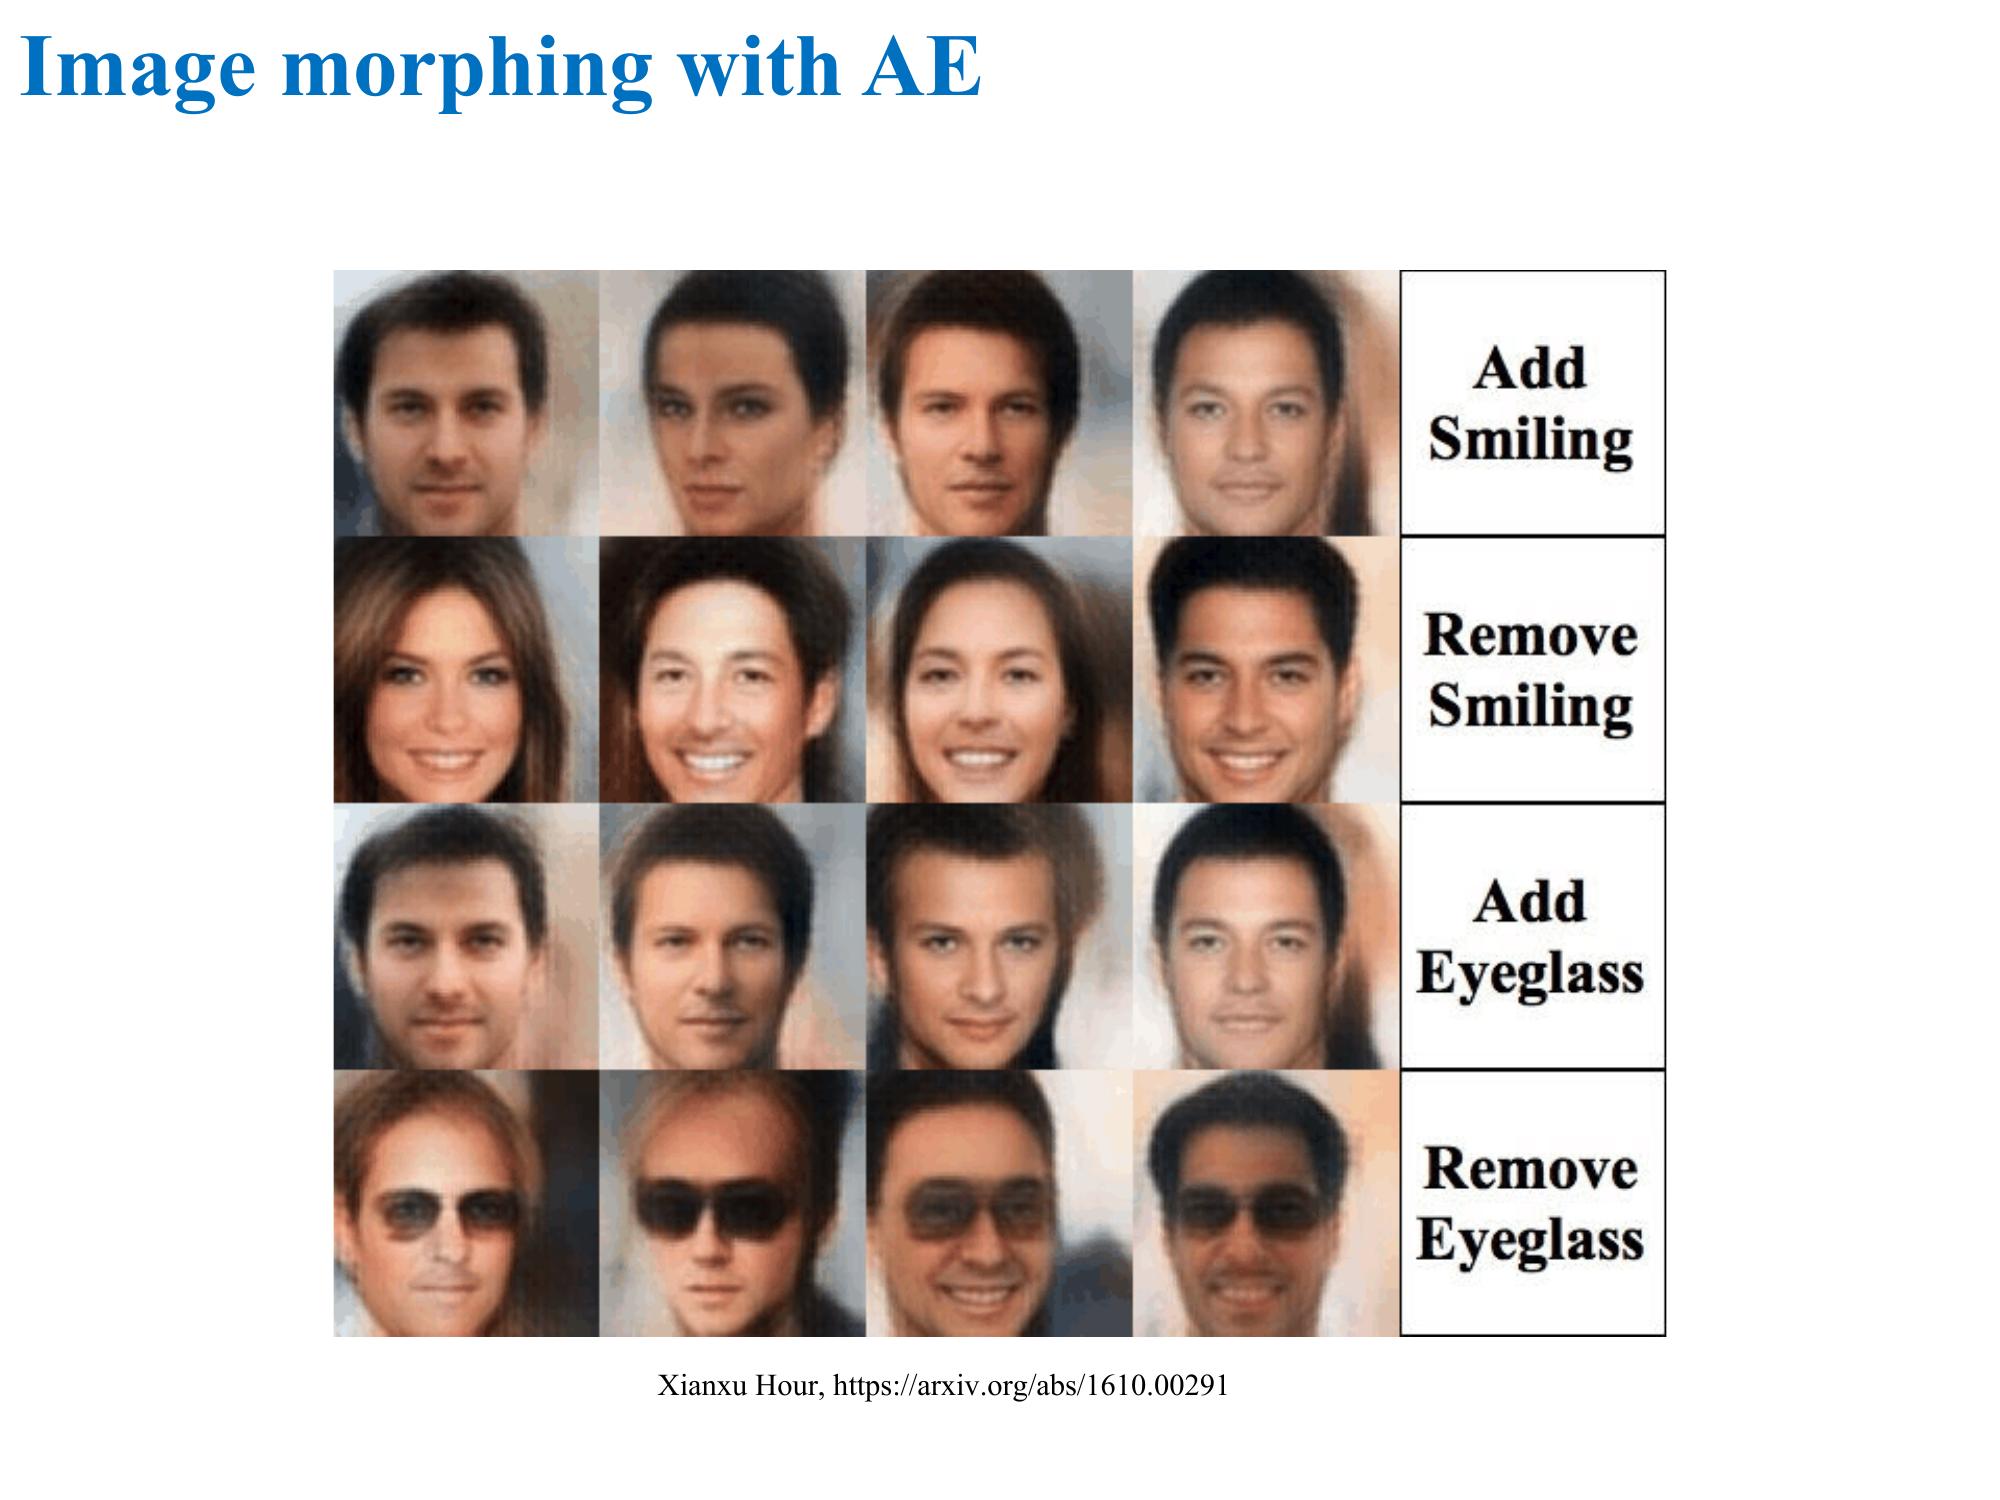 Image morphing with AE
Add
Smiling
Remove
Smiling
Add
Eyeglass
Remove
Eyeglass
Xianxu Hour, https://arxiv.org/abs/1610.00291